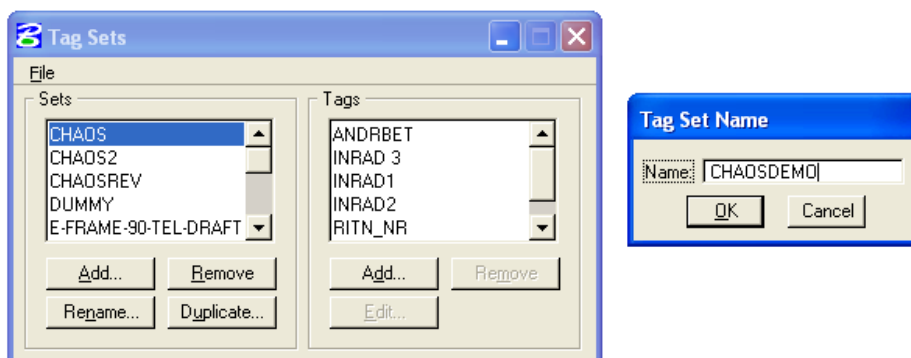 Tag Sets
File
Sets
CHAOS
CHAOS2
CHAOSREV
DUMMY
E-FRAME-90-TEL-DRAFT
Add...
Remove
Rename...
Duplicate...
Tags
ANDRBET
INRAD 3
INRAD1
INRAD2
RITN_NR
Add...
Remove
Edit...
Tag Set Name
Name: CHAOSDEMO
OK
Cancel